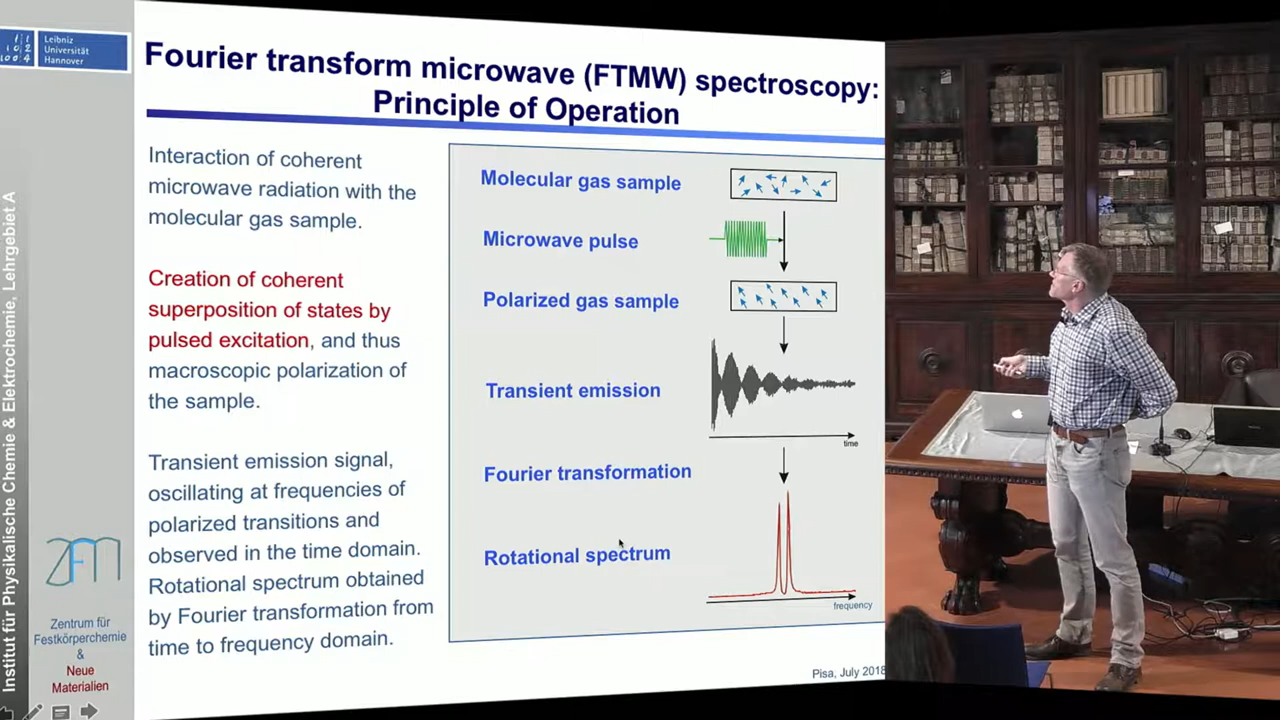 Leibniz
Universität
Hannover
Fourier transform microwave (FTMW) spectroscopy:
Principle of Operation
Interaction of coherent
microwave radiation with the
molecular gas sample.
Creation of coherent
superposition of states by
pulsed excitation, and thus
macroscopic polarization of
the sample.
Transient emission signal,
oscillating at frequencies of
polarized transitions and
observed in the time domain.
Rotational spectrum obtained
by Fourier transformation from
time to frequency domain.
Molecular gas sample
Microwave pulse
Polarized gas sample
Transient emission
time
Fourier transformation
Rotational spectrum
frequency
Pisa, July 2018
Institut für Physikalische Chemie & Elektrochemie, Lehrgebiet A
ZFM
Zentrum für
Festkörperchemie
&
Neue
Materialien